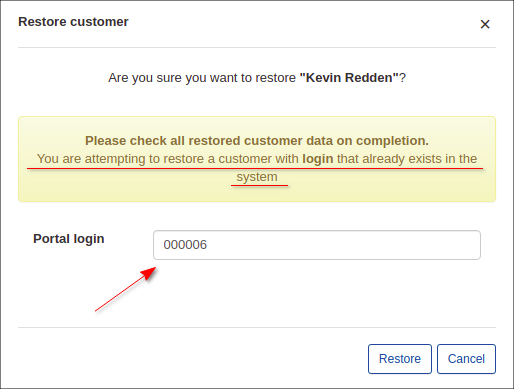 Restore customer
×
Are you sure you want to restore "Kevin Redden"?
Please check all restored customer data on completion.
You are attempting to restore a customer with login that already exists in the
system
Portal login
000006
Restore
Cancel